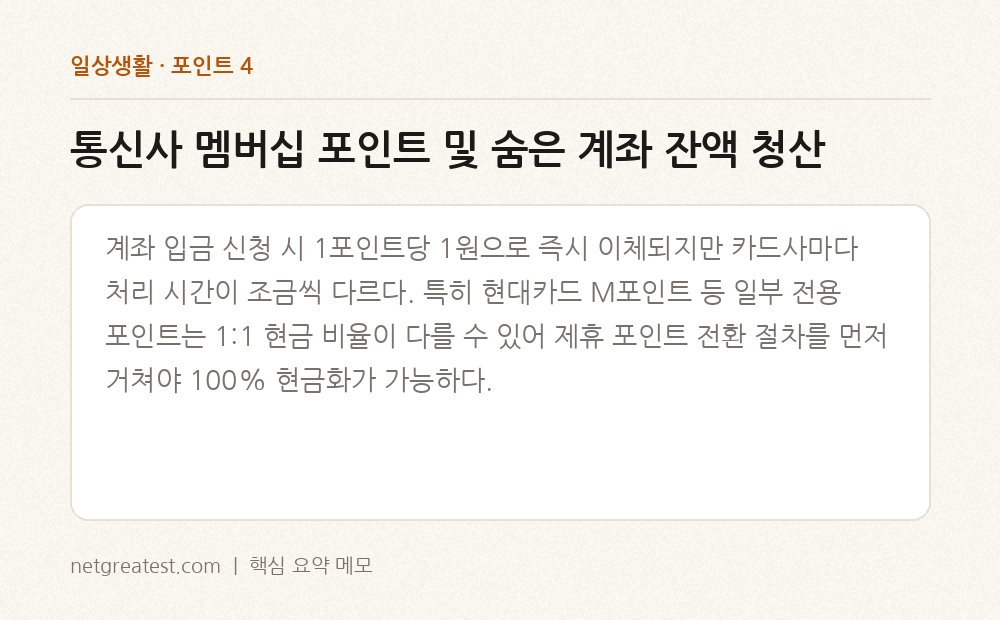 일상생활 · 포인트 4
통신사 멤버십 포인트 및 숨은 계좌 잔액 청산
계좌 입금 신청 시 1포인트당 1원으로 즉시 이체되지만 카드사마다
처리 시간이 조금씩 다르다. 특히 현대카드 M포인트 등 일부 전용
포인트는 1:1 현금 비율이 다를 수 있어 제휴 포인트 전환 절차를 먼저
거쳐야 100% 현금화가 가능하다.
netgreatest.com | 핵심 요약 메모